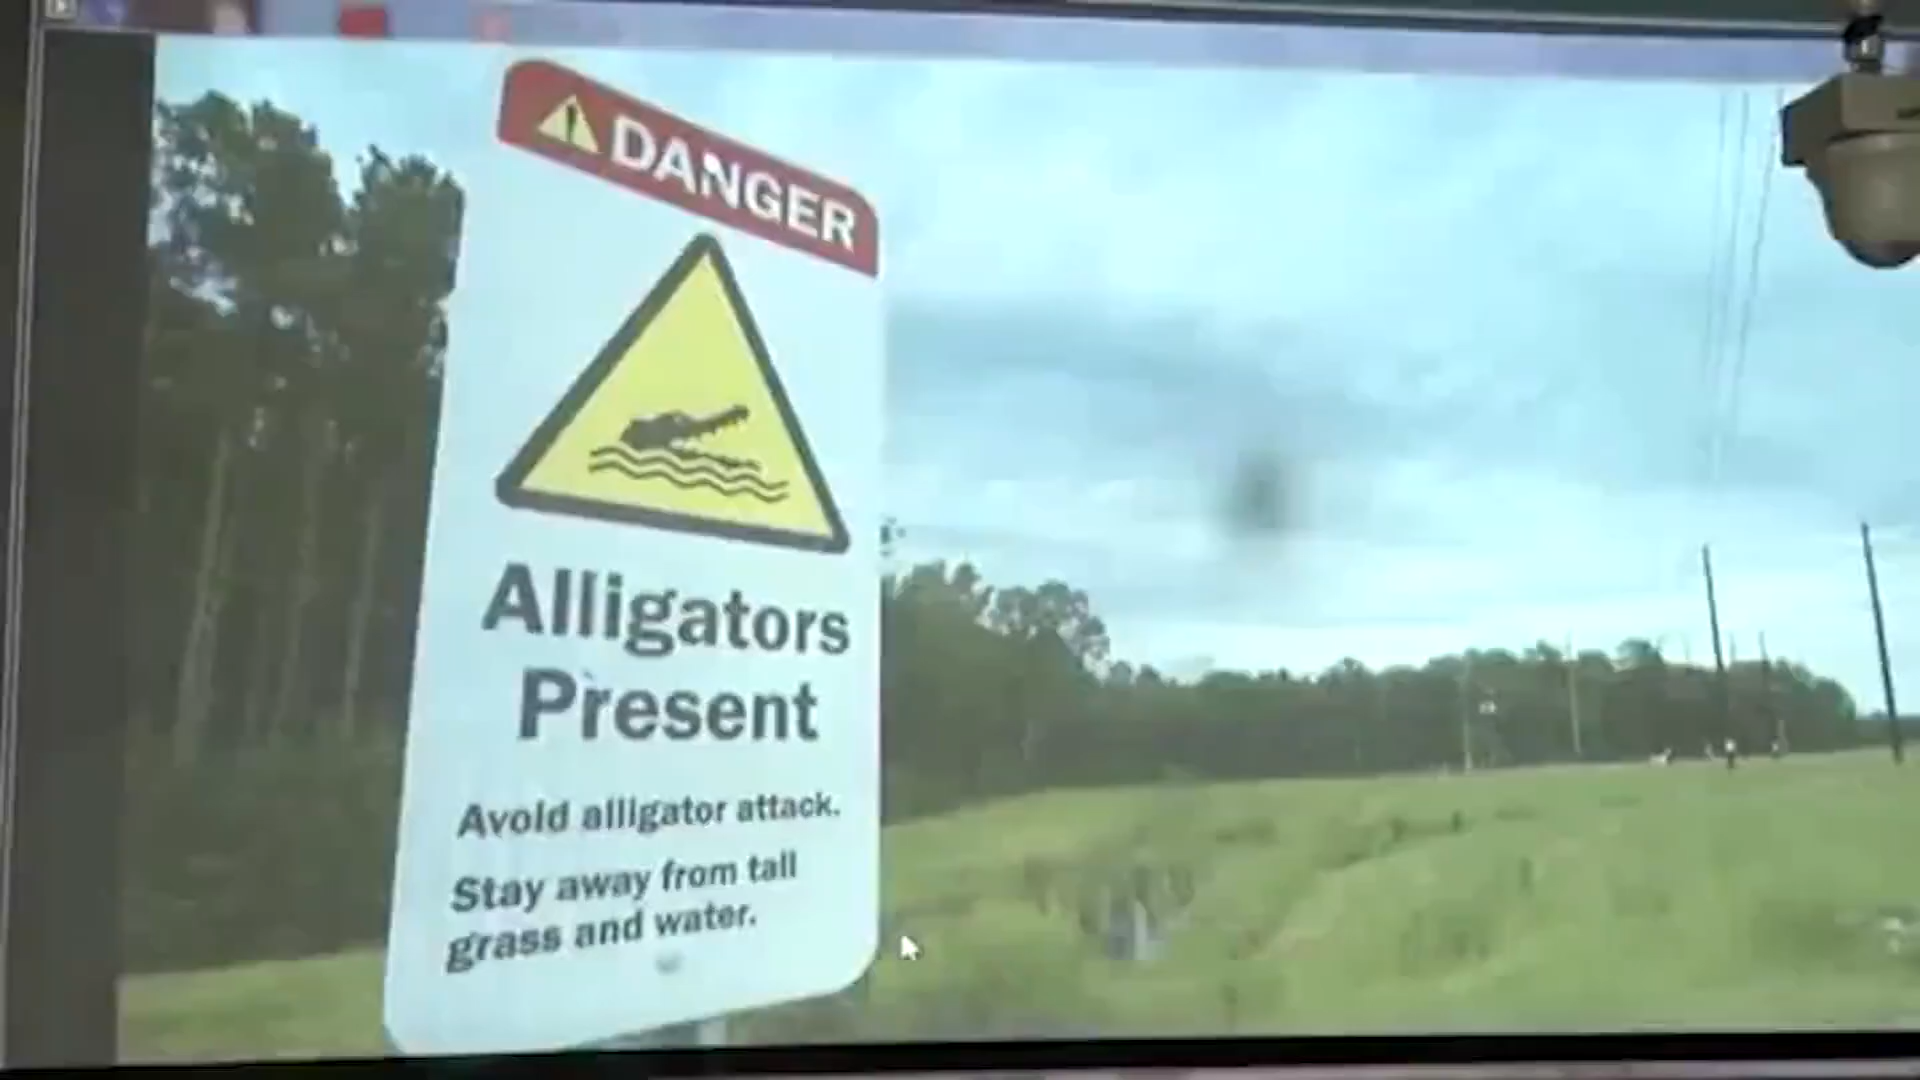 DANGER
Alligators
Present
Avoid alligator attack.
Stay away from tall
grass and water.